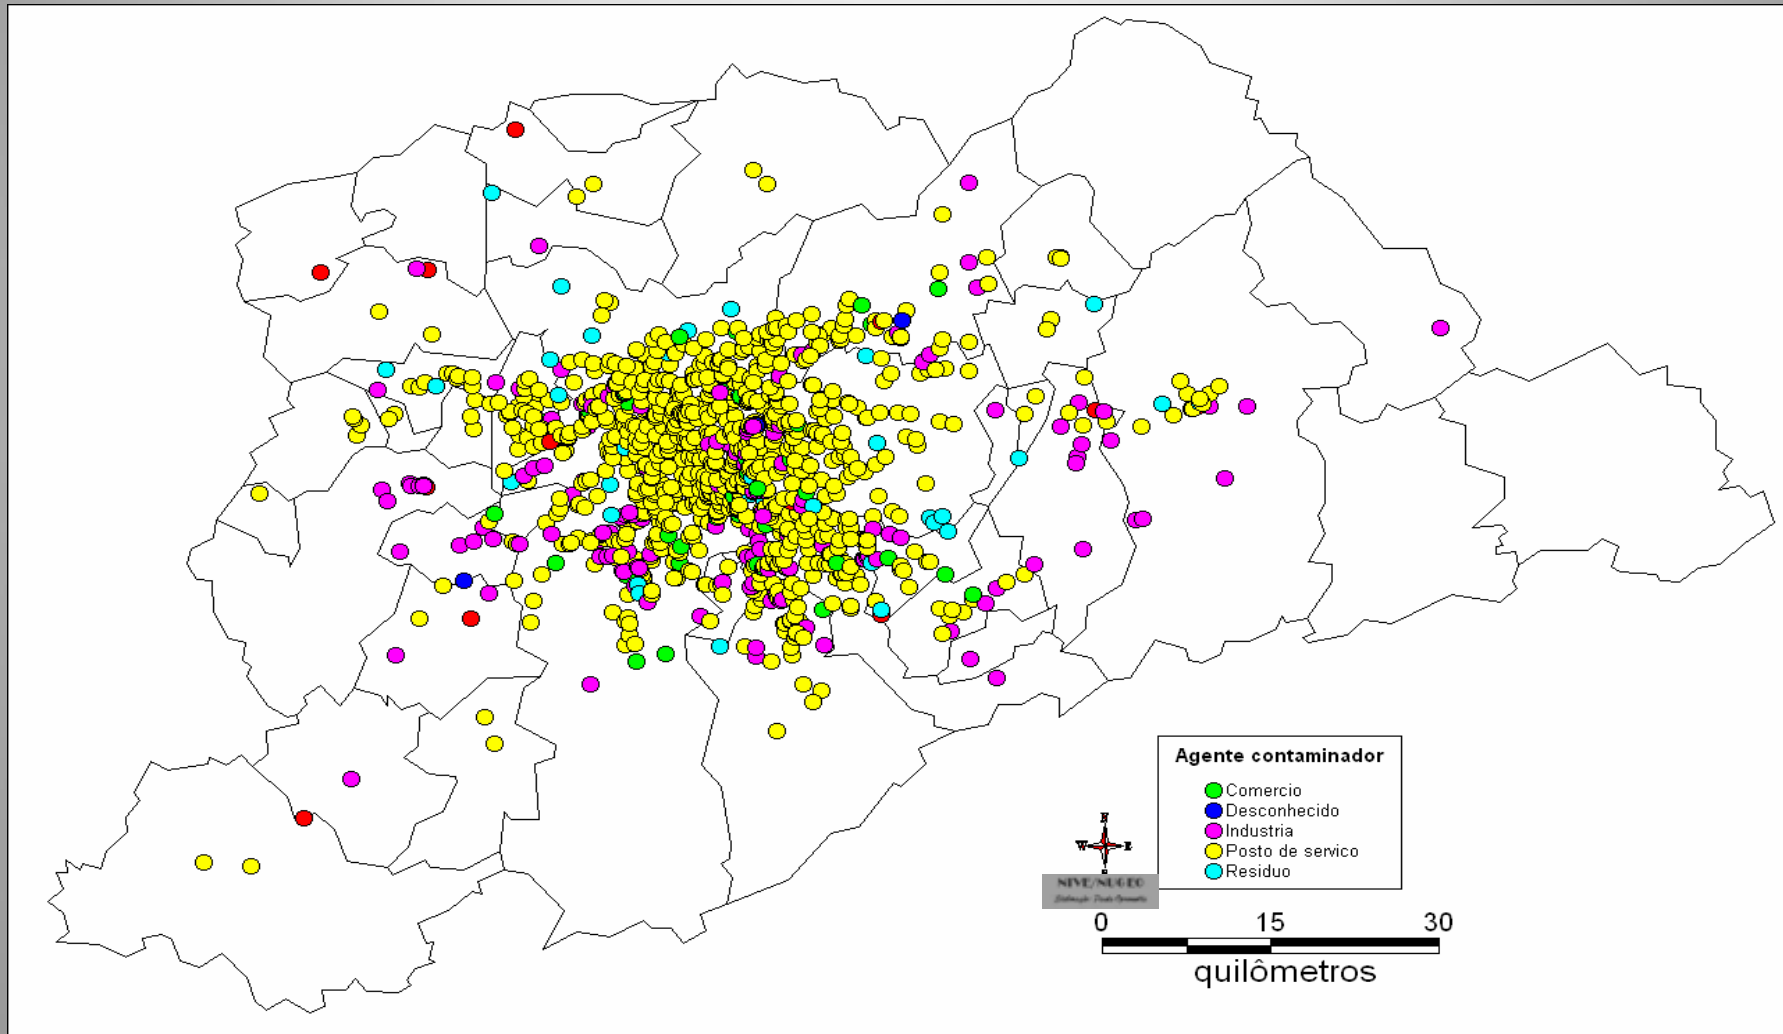 Agente contaminador
Comercio
Desconhecido
Industria
Posto de servico
Residuo
N
W E
NIVE/NUGEO
0 15 30
quilômetros